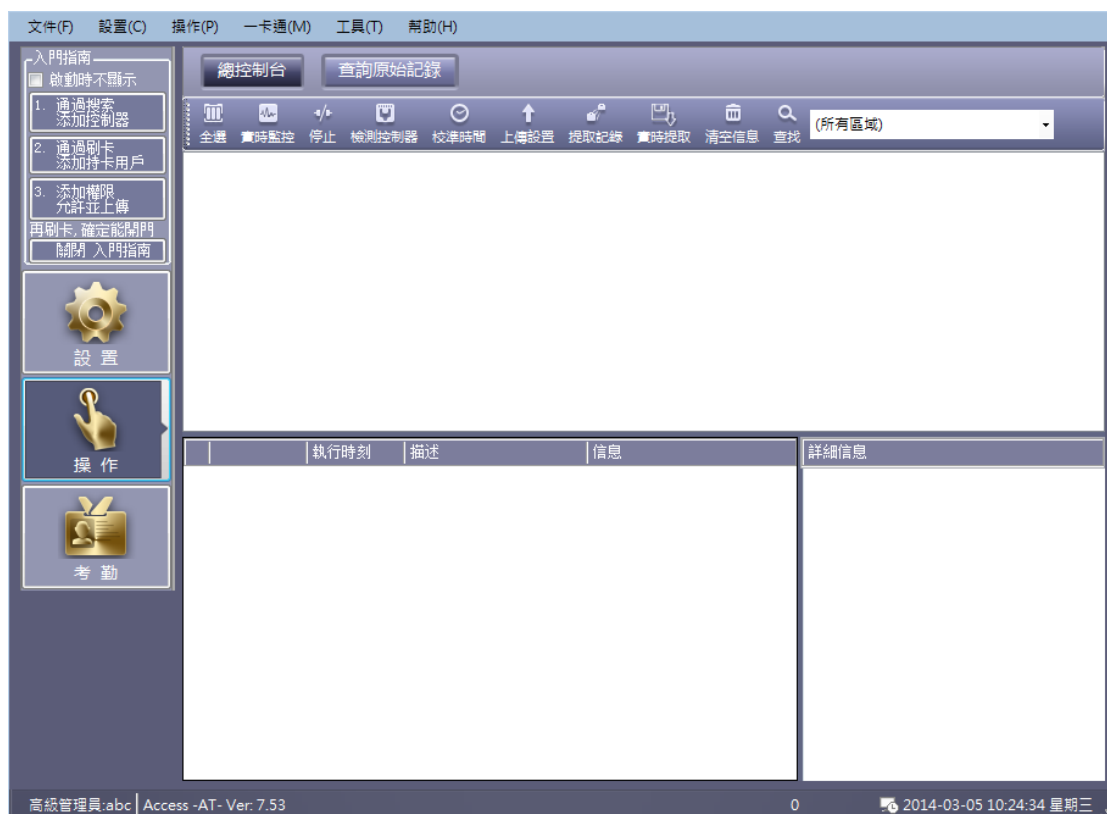 文件(F) 設置(C) 操作(P) 一卡通(M) 工具(T) 幫助(H)
入門指南
啟動時不顯示
1. 通過搜索
添加控制器
2. 通過刷卡
添加持卡用戶
3. 添加權限
允許並上傳
再刷卡,確定能開門
關閉 入門指南
設 置
操 作
考 勤
總控制台 查詢原始記錄
全選 實時監控 停止 檢測控制器 校準時間 上傳設置 提取記錄 實時提取 清空信息 查找 (所有區域)
執行時刻 描述 信息 詳細信息
高級管理員:abc Access -AT- Ver: 7.53 0 2014-03-05 10:24:34 星期三